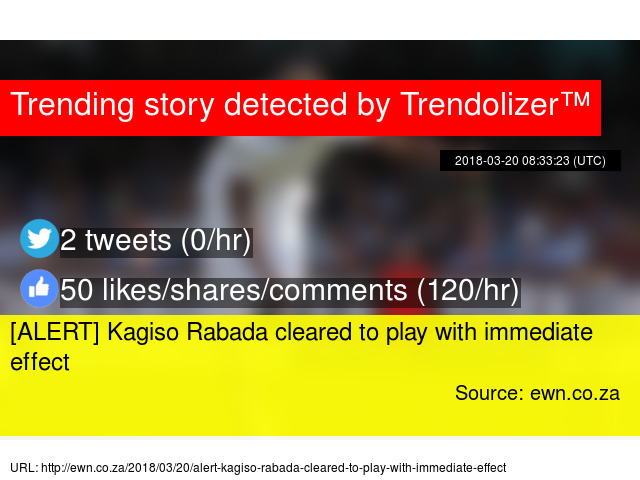 Trending story detected by Trendolizer™
2018-03-20 08:33:23 (UTC)
2 tweets (0/hr)
50 likes/shares/comments (120/hr)
[ALERT] Kagiso Rabada cleared to play with immediate
effect
Source: ewn.co.za
URL: http://ewn.co.za/2018/03/20/alert-kagiso-rabada-cleared-to-play-with-immediate-effect